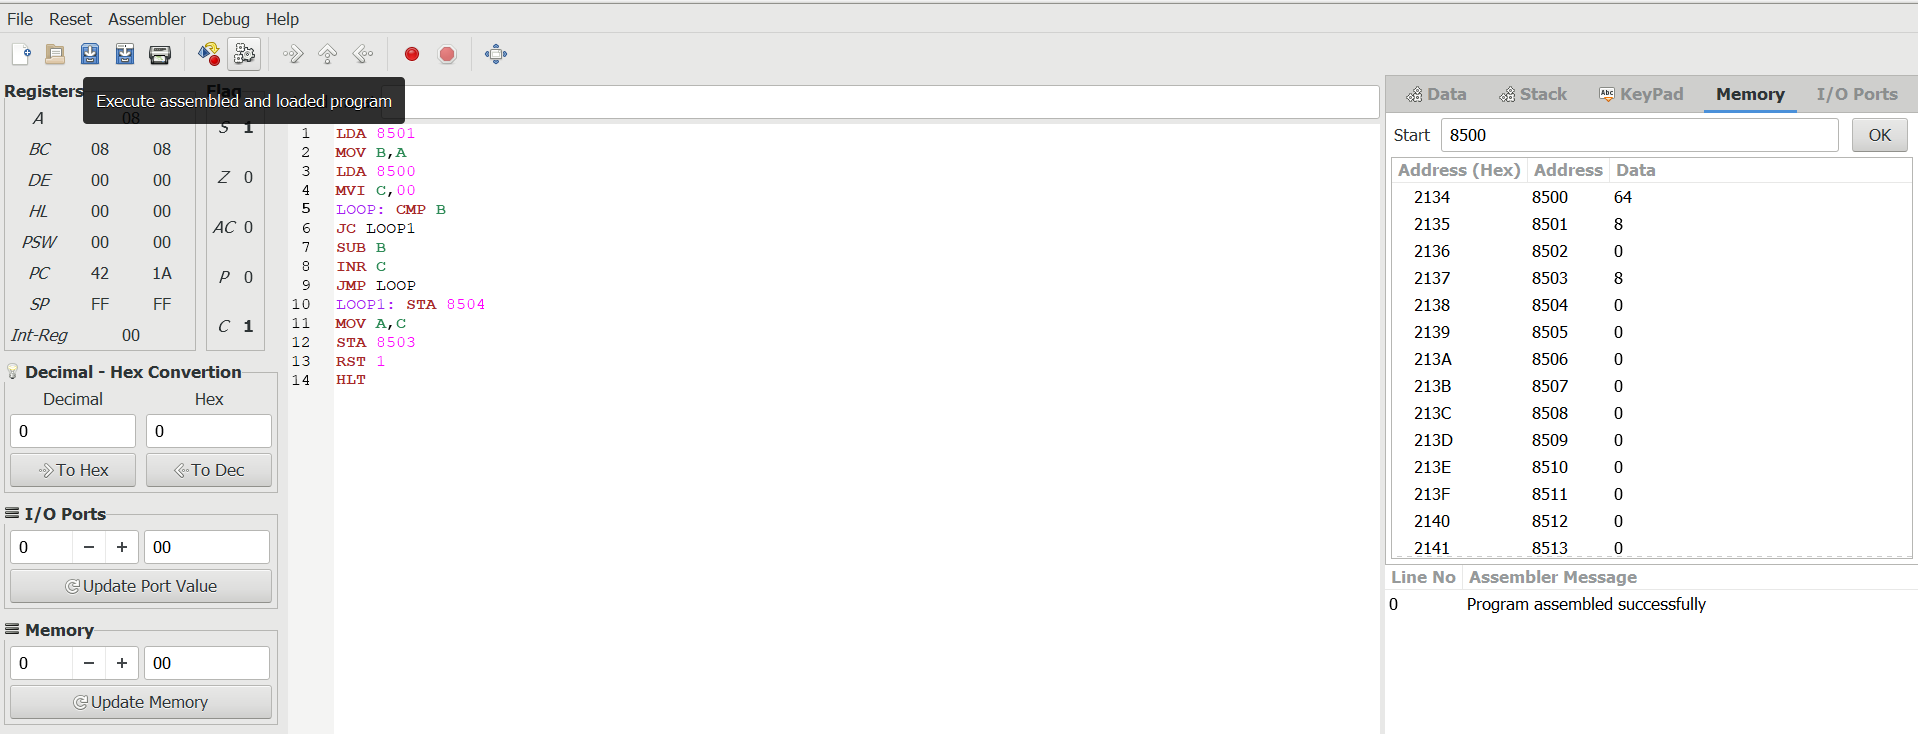 File Reset Assembler Debug Help
Execute assembled and loaded program
Registers Flag
A 08
BC 08 08
DE 00 00
HL 00 00
PSW 00 00
PC 42 1A
SP FF FF
Int-Reg 00
S 1
Z 0
AC 0
P 0
C 1
Decimal - Hex Convertion
Decimal Hex
0 0
To Hex To Dec
I/O Ports
0 − + 00
Update Port Value
Memory
0 − + 00
Update Memory
1 LDA 8501
2 MOV B,A
3 LDA 8500
4 MVI C,00
5 LOOP: CMP B
6 JC LOOP1
7 SUB B
8 INR C
9 JMP LOOP
10 LOOP1: STA 8504
11 MOV A,C
12 STA 8503
13 RST 1
14 HLT
Data Stack Abc KeyPad Memory I/O Ports
Start 8500 OK
Address (Hex) Address Data
2134 8500 64
2135 8501 8
2136 8502 0
2137 8503 8
2138 8504 0
2139 8505 0
213A 8506 0
213B 8507 0
213C 8508 0
213D 8509 0
213E 8510 0
213F 8511 0
2140 8512 0
2141 8513 0
Line No Assembler Message
0 Program assembled successfully